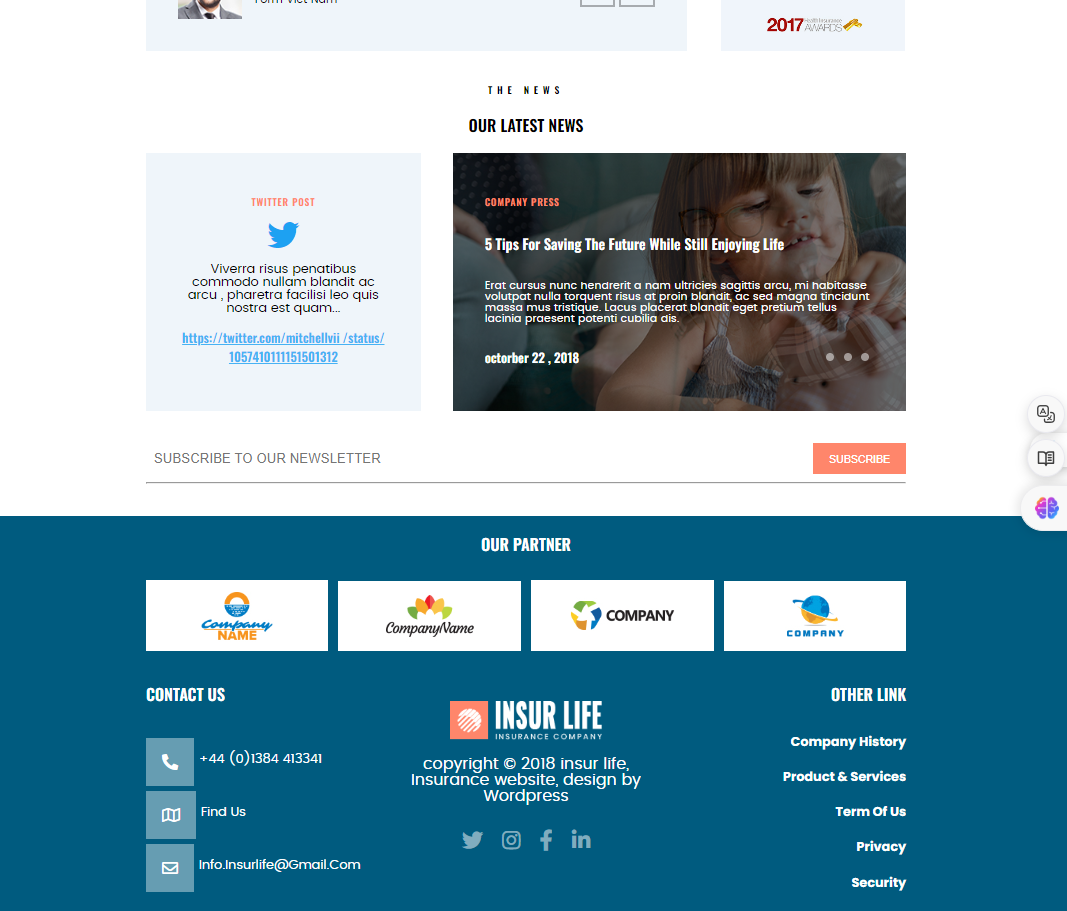 Form Viet Nam
2017 Health Insurance
AWARDS
THE NEWS
OUR LATEST NEWS
TWITTER POST
Viverra risus penatibus
commodo nullam blandit ac
arcu , pharetra facilisi leo quis
nostra est quam...
https://twitter.com/mitchellvii /status/
1057410111151501312
COMPANY PRESS
5 Tips For Saving The Future While Still Enjoying Life
Erat cursus nunc hendrerit a nam ultricies sagittis arcu, mi habitasse
volutpat nulla torquent risus at proin blandit, ac sed magna tincidunt
massa mus tristique. Lacus placerat blandit eget pretium tellus
lacinia praesent potenti cubilia dis.
octorber 22 , 2018
SUBSCRIBE TO OUR NEWSLETTER
SUBSCRIBE
OUR PARTNER
Company
NAME
CompanyName
COMPANY
COMPANY
CONTACT US
+44 (0)1384 413341
Find Us
Info.Insurlife@Gmail.Com
INSUR LIFE
INSURANCE COMPANY
copyright © 2018 insur life,
Insurance website, design by
Wordpress
OTHER LINK
Company History
Product & Services
Term Of Us
Privacy
Security